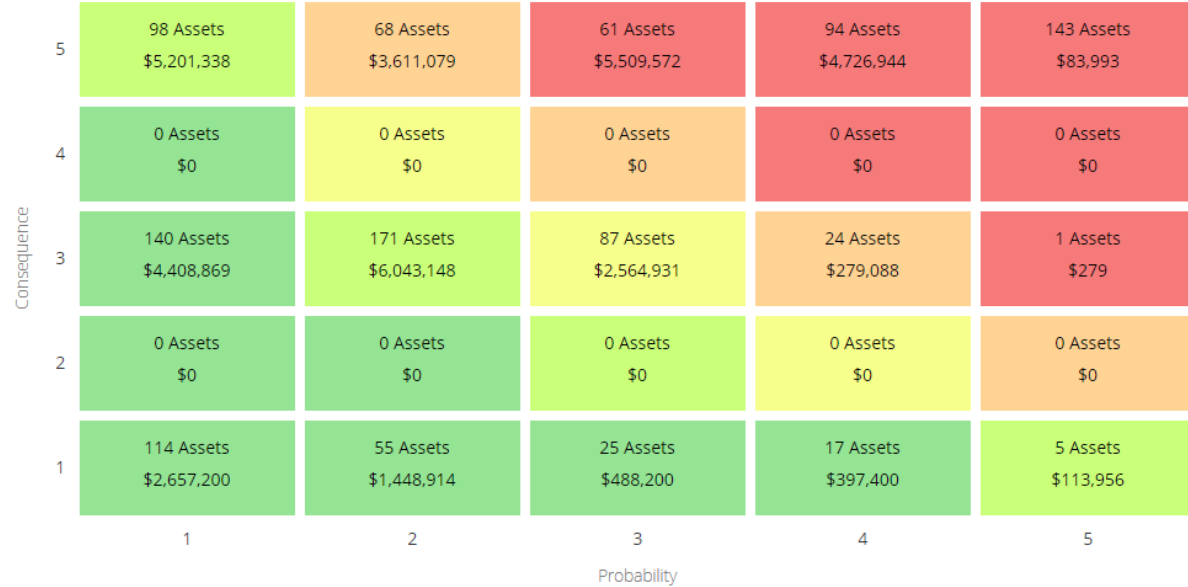 98 Assets 68 Assets 61 Assets 94 Assets 143 Assets
5
$5,201,338 $3,611,079 $5,509,572 $4,726,944 $83,993
0 Assets 0 Assets 0 Assets 0 Assets 0 Assets
4
$0 $0 $0 $0 $0
Consequence
140 Assets 171 Assets 87 Assets 24 Assets 1 Assets
3
$4,408,869 $6,043,148 $2,564,931 $279,088 $279
0 Assets 0 Assets 0 Assets 0 Assets 0 Assets
2
$0 $0 $0 $0 $0
114 Assets 55 Assets 25 Assets 17 Assets 5 Assets
1
$2,657,200 $1,448,914 $488,200 $397,400 $113,956
1 2 3 4 5
Probability